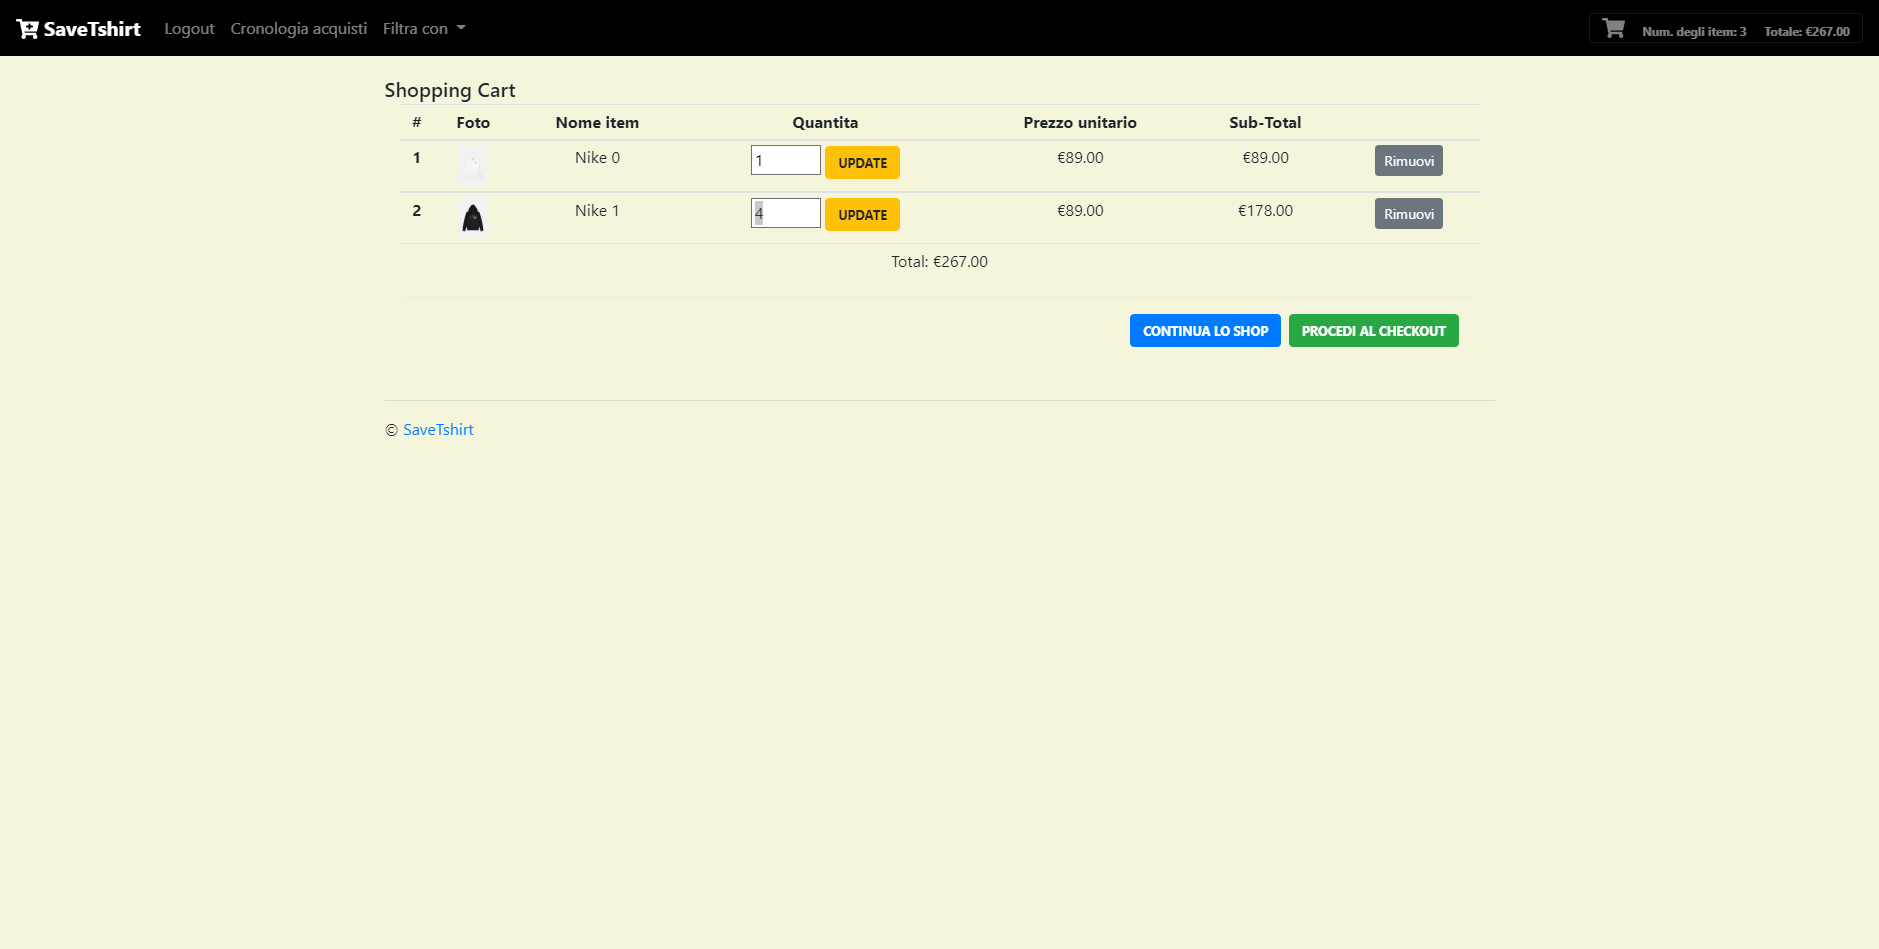 SaveTshirt Logout Cronologia acquisti Filtra con Num. degli item: 3 Totale: €267.00
Shopping Cart
# Foto Nome item Quantita Prezzo unitario Sub-Total
1 Nike 0 1 UPDATE €89.00 €89.00 Rimuovi
2 Nike 1 4 UPDATE €89.00 €178.00 Rimuovi
Total: €267.00
CONTINUA LO SHOP PROCEDI AL CHECKOUT
© SaveTshirt